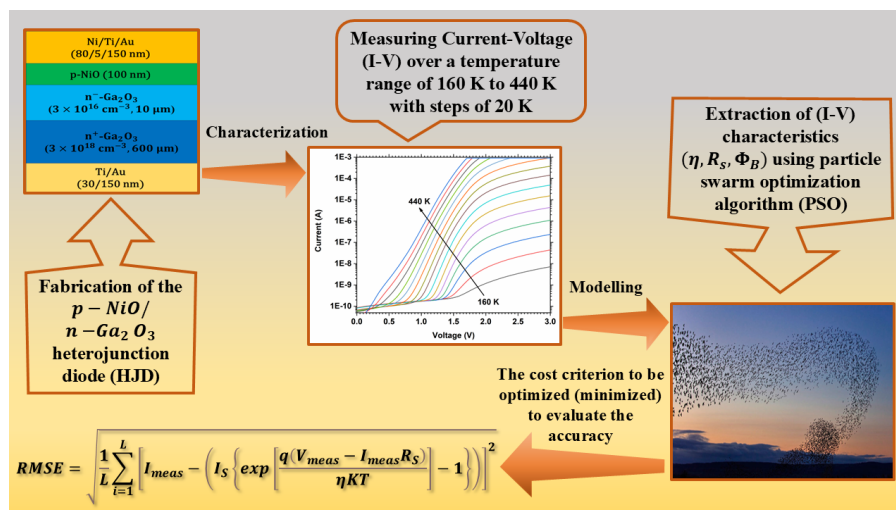 Ni/Ti/Au
(80/5/150 nm)
p-NiO (100 nm)
n⁻-Ga₂O₃
(3 × 10¹⁶ cm⁻³, 10 μm)
n⁺-Ga₂O₃
(3 × 10¹⁸ cm⁻³, 600 μm)
Ti/Au
(30/150 nm)
Characterization
Measuring Current-Voltage
(I-V) over a temperature
range of 160 K to 440 K
with steps of 20 K
1E-3
1E-4
1E-5
1E-6
1E-7
1E-8
1E-9
1E-10
Current (A)
440 K
160 K
0.0 0.5 1.0 1.5 2.0 2.5 3.0
Voltage (V)
Extraction of (I-V)
characteristics
(η, Rₛ, Φ_B) using particle
swarm optimization
algorithm (PSO)
Fabrication of the
p − NiO/
n −Ga₂ O₃
heterojunction
diode (HJD)
Modelling
The cost criterion to be
optimized (minimized)
to evaluate the
accuracy
RMSE = √(1/L ∑_{i=1}^{L} [I_meas − (I_S {exp [q(V_meas − I_meas R_S)/ηKT] − 1})]²)